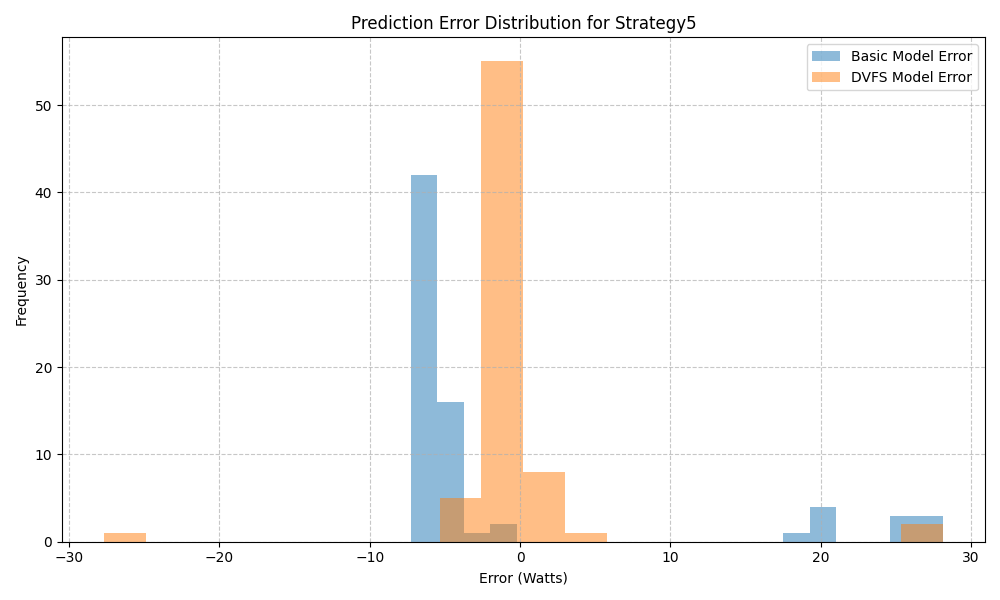 Prediction Error Distribution for Strategy5
Basic Model Error
DVFS Model Error
Frequency
50
40
30
20
10
0
−30
−20
−10
0
10
20
30
Error (Watts)